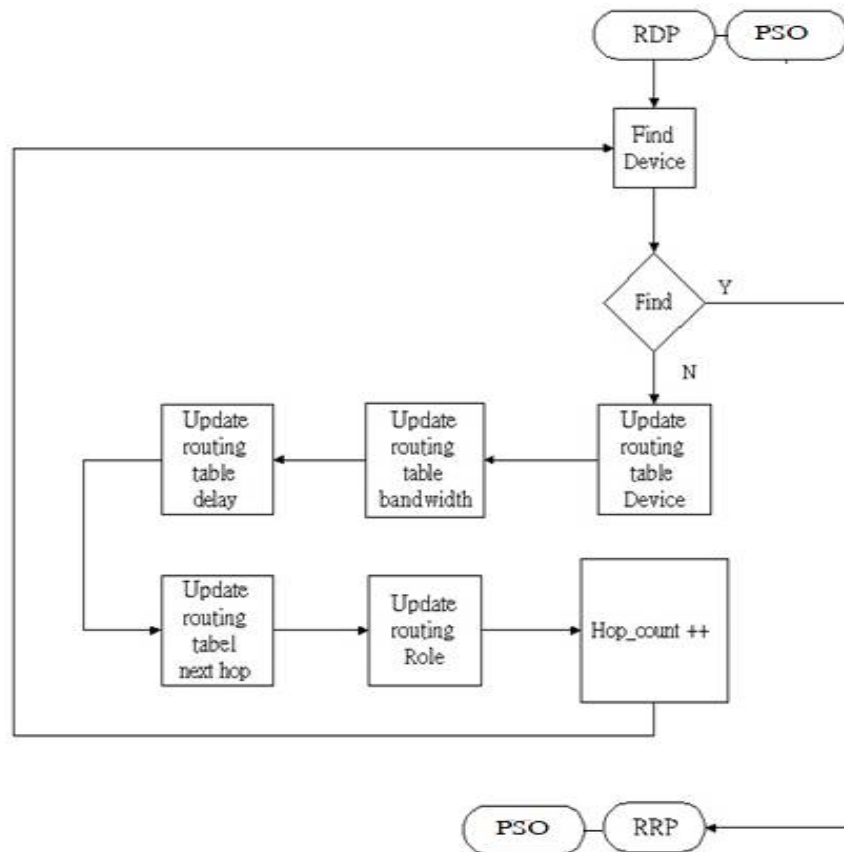 RDP
PSO
Find
Device
Find
Y
N
Update
routing
table
delay
Update
routing
table
bandwidth
Update
routing
table
Device
Update
routing
tabel
next hop
Update
routing
Role
Hop_count ++
PSO
RRP